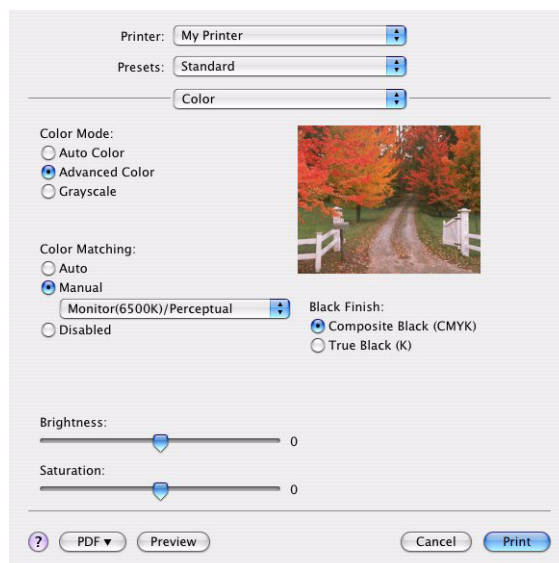 Printer: My Printer
Presets: Standard
Color
Color Mode:
Auto Color
Advanced Color
Grayscale
Color Matching:
Auto
Manual
Monitor(6500K)/Perceptual
Disabled
Black Finish:
Composite Black (CMYK)
True Black (K)
Brightness:
0
Saturation:
0
? PDF ▼ Preview Cancel Print